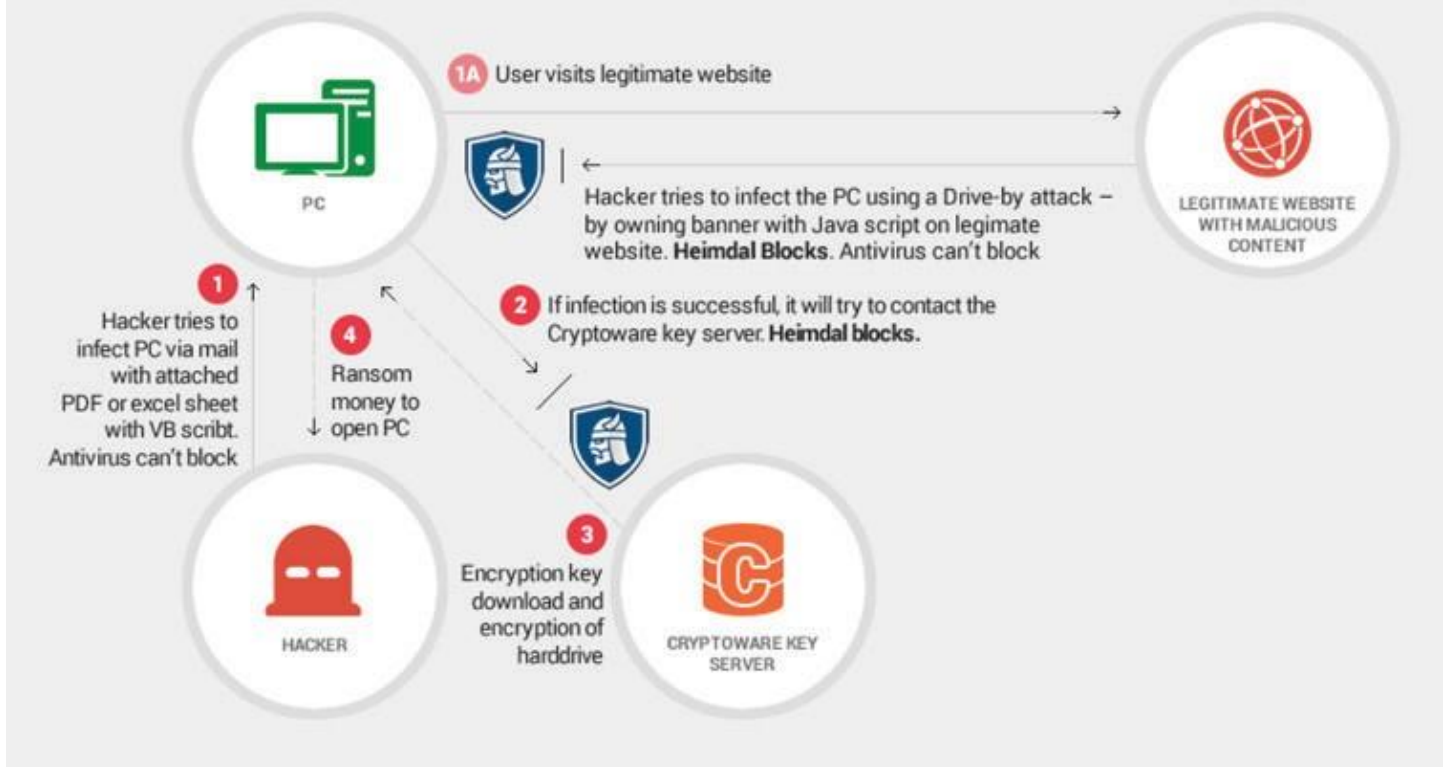 1A User visits legitimate website
PC
Hacker tries to infect the PC using a Drive-by attack –
by owning banner with Java script on legimate
website. Heimdal Blocks. Antivirus can't block
LEGITIMATE WEBSITE
WITH MALICIOUS
CONTENT
1
Hacker tries to
infect PC via mail
with attached
PDF or excel sheet
with VB scribt.
Antivirus can't block
4
Ransom
money to
open PC
2 If infection is successful, it will try to contact the
Cryptoware key server. Heimdal blocks.
3
Encryption key
download and
encryption of
harddrive
HACKER
C
CRYPTOWARE KEY
SERVER